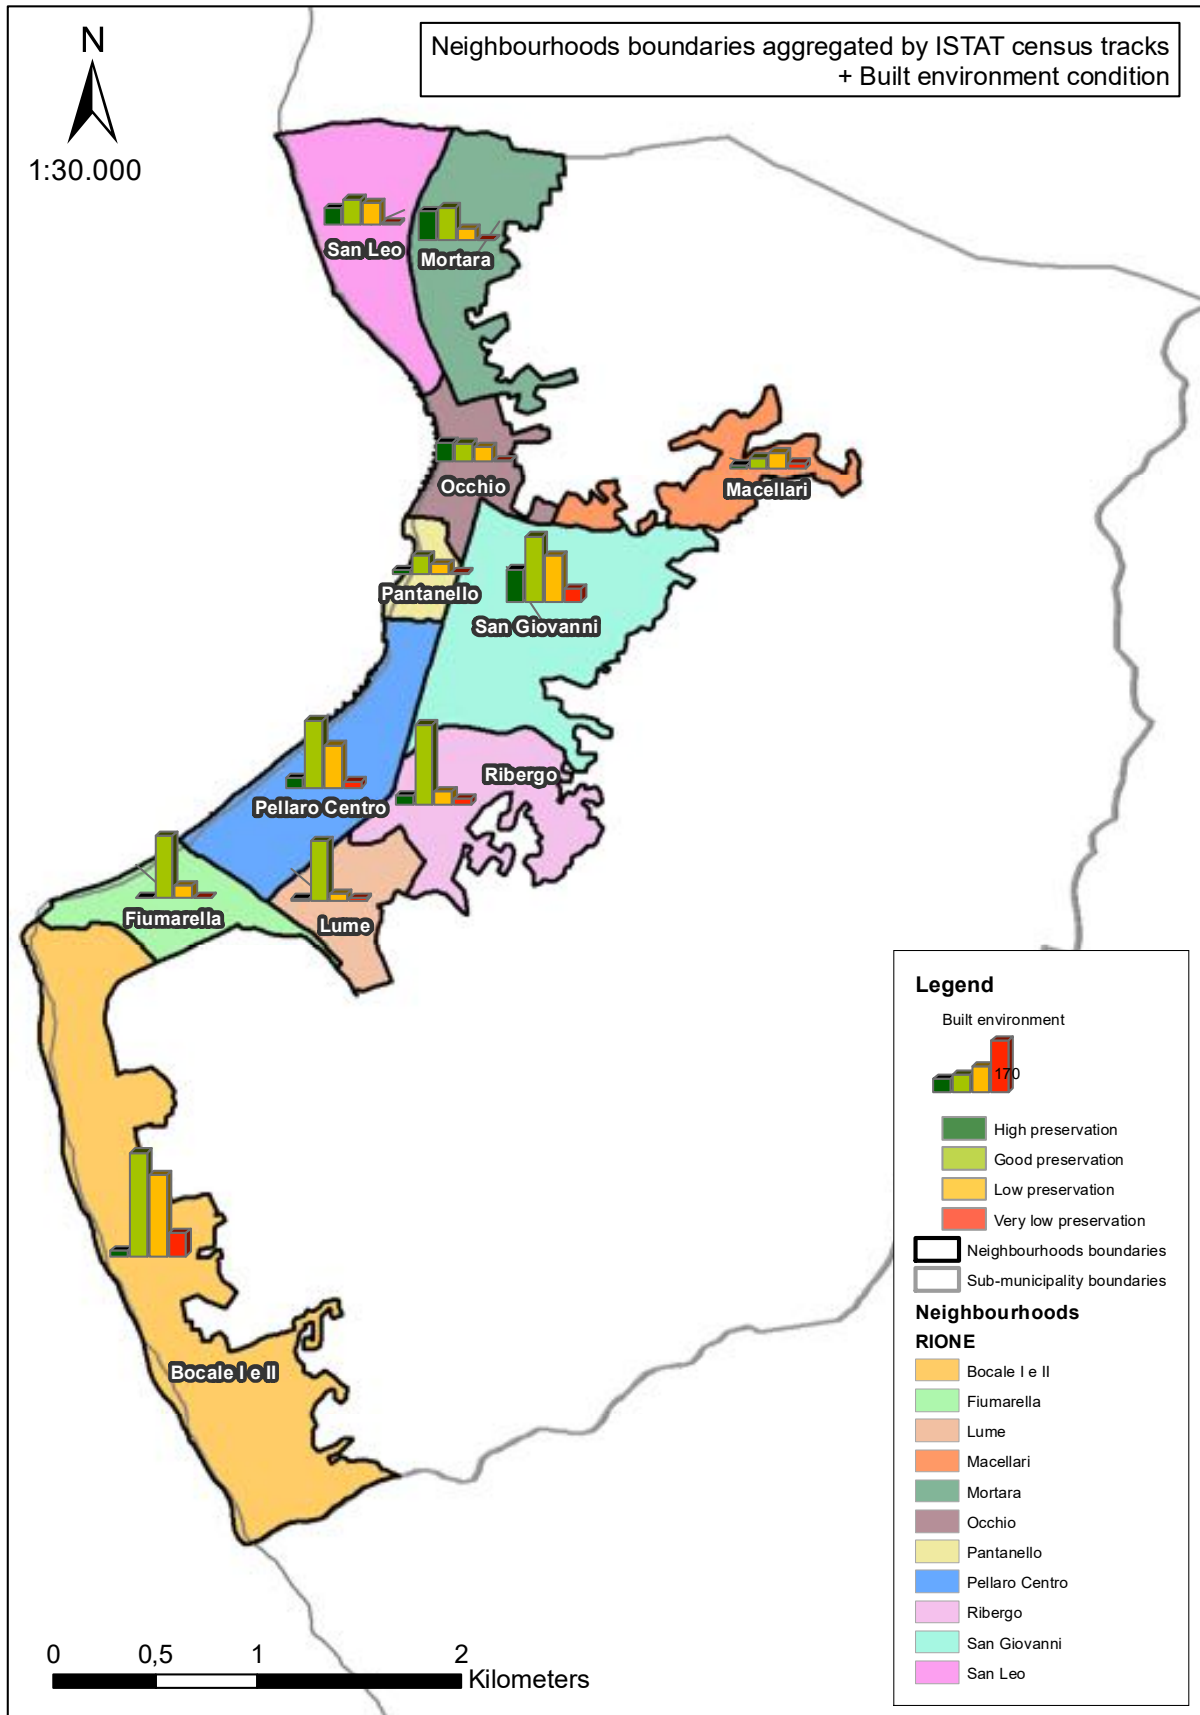 Neighbourhoods boundaries aggregated by ISTAT census tracks
+ Built environment condition
N
1:30.000
San Leo
Mortara
Occhio
Macellari
Pantanello
San Giovanni
Ribergo
Pellaro Centro
Fiumarella
Lume
Bocale I e II
Legend
Built environment
170
High preservation
Good preservation
Low preservation
Very low preservation
Neighbourhoods boundaries
Sub-municipality boundaries
Neighbourhoods
RIONE
Bocale I e II
Fiumarella
Lume
Macellari
Mortara
Occhio
Pantanello
Pellaro Centro
Ribergo
San Giovanni
San Leo
0 0,5 1 2
Kilometers